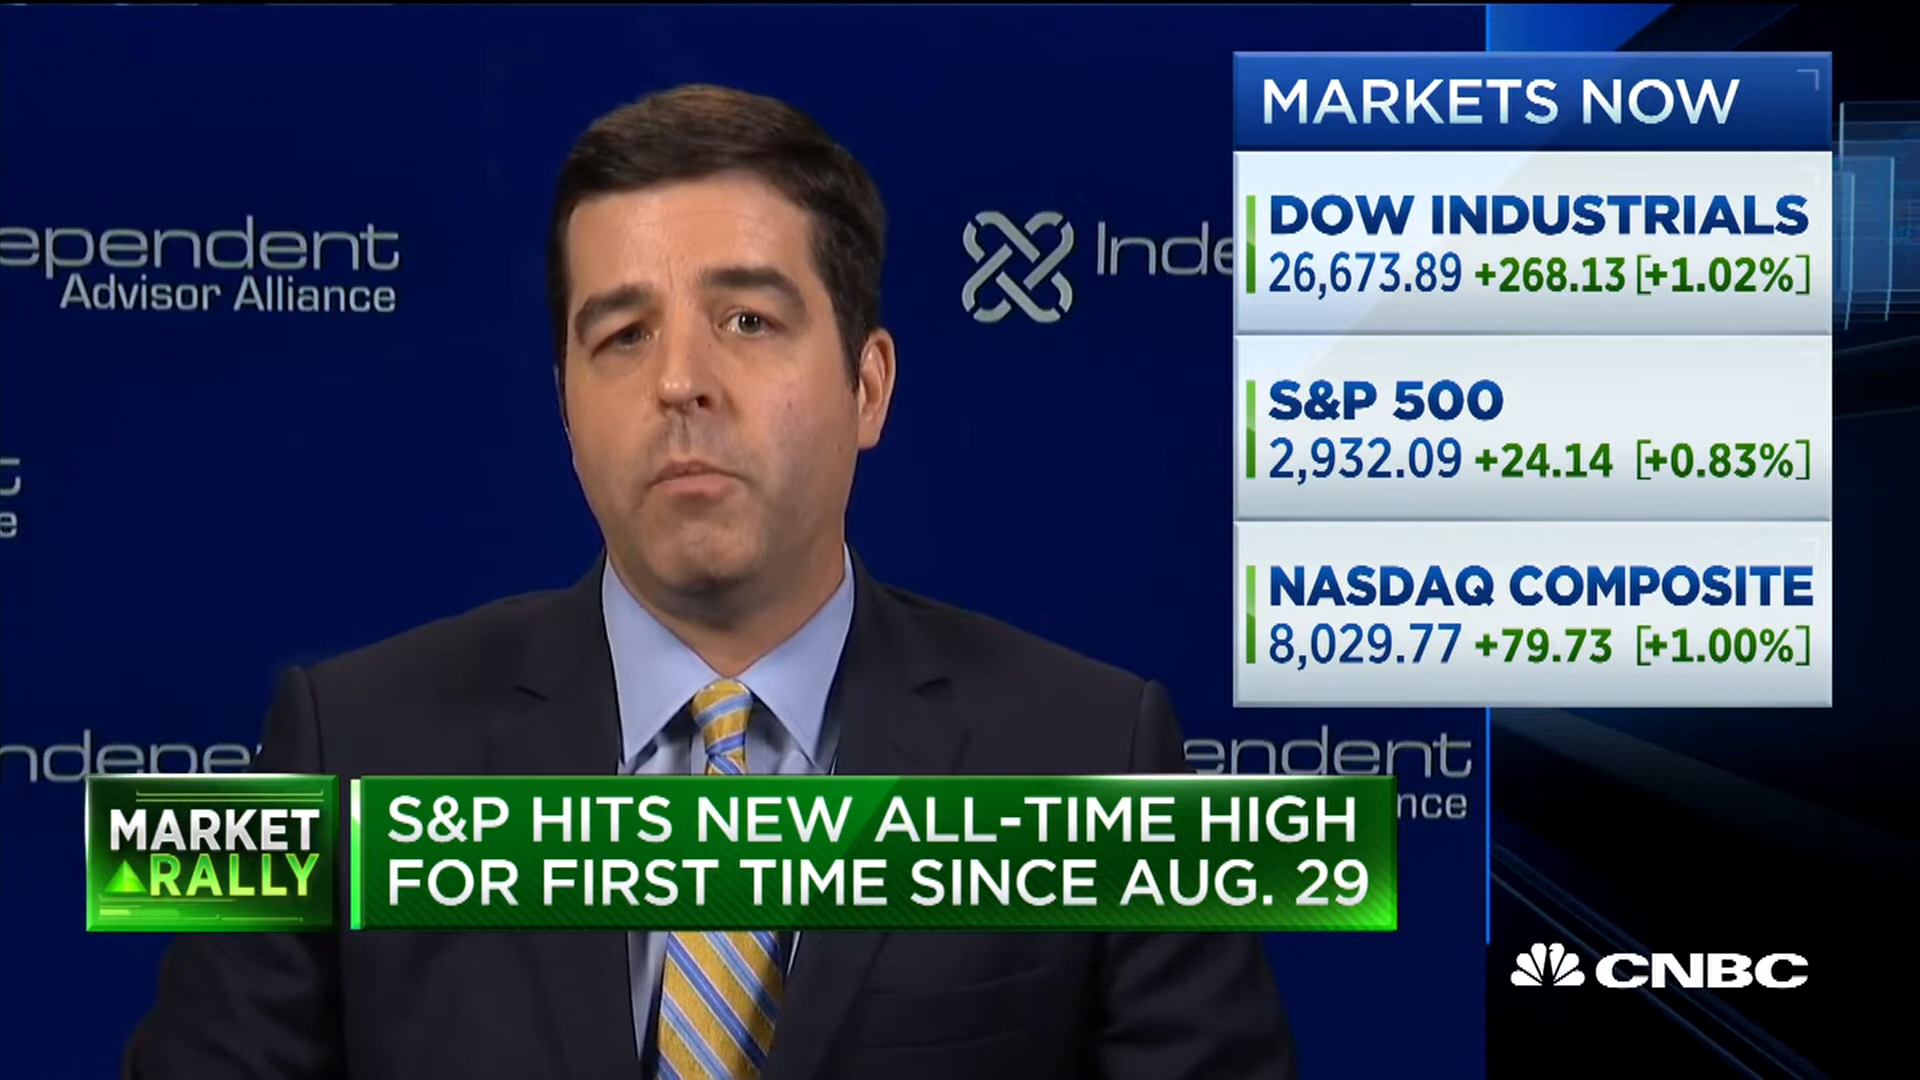 ependent
Advisor Alliance
Inde
ndepe
endent
nce
e
MARKETS NOW
DOW INDUSTRIALS
26,673.89 +268.13 [+1.02%]
S&P 500
2,932.09 +24.14 [+0.83%]
NASDAQ COMPOSITE
8,029.77 +79.73 [+1.00%]
MARKET
RALLY
S&P HITS NEW ALL-TIME HIGH
FOR FIRST TIME SINCE AUG. 29
CNBC